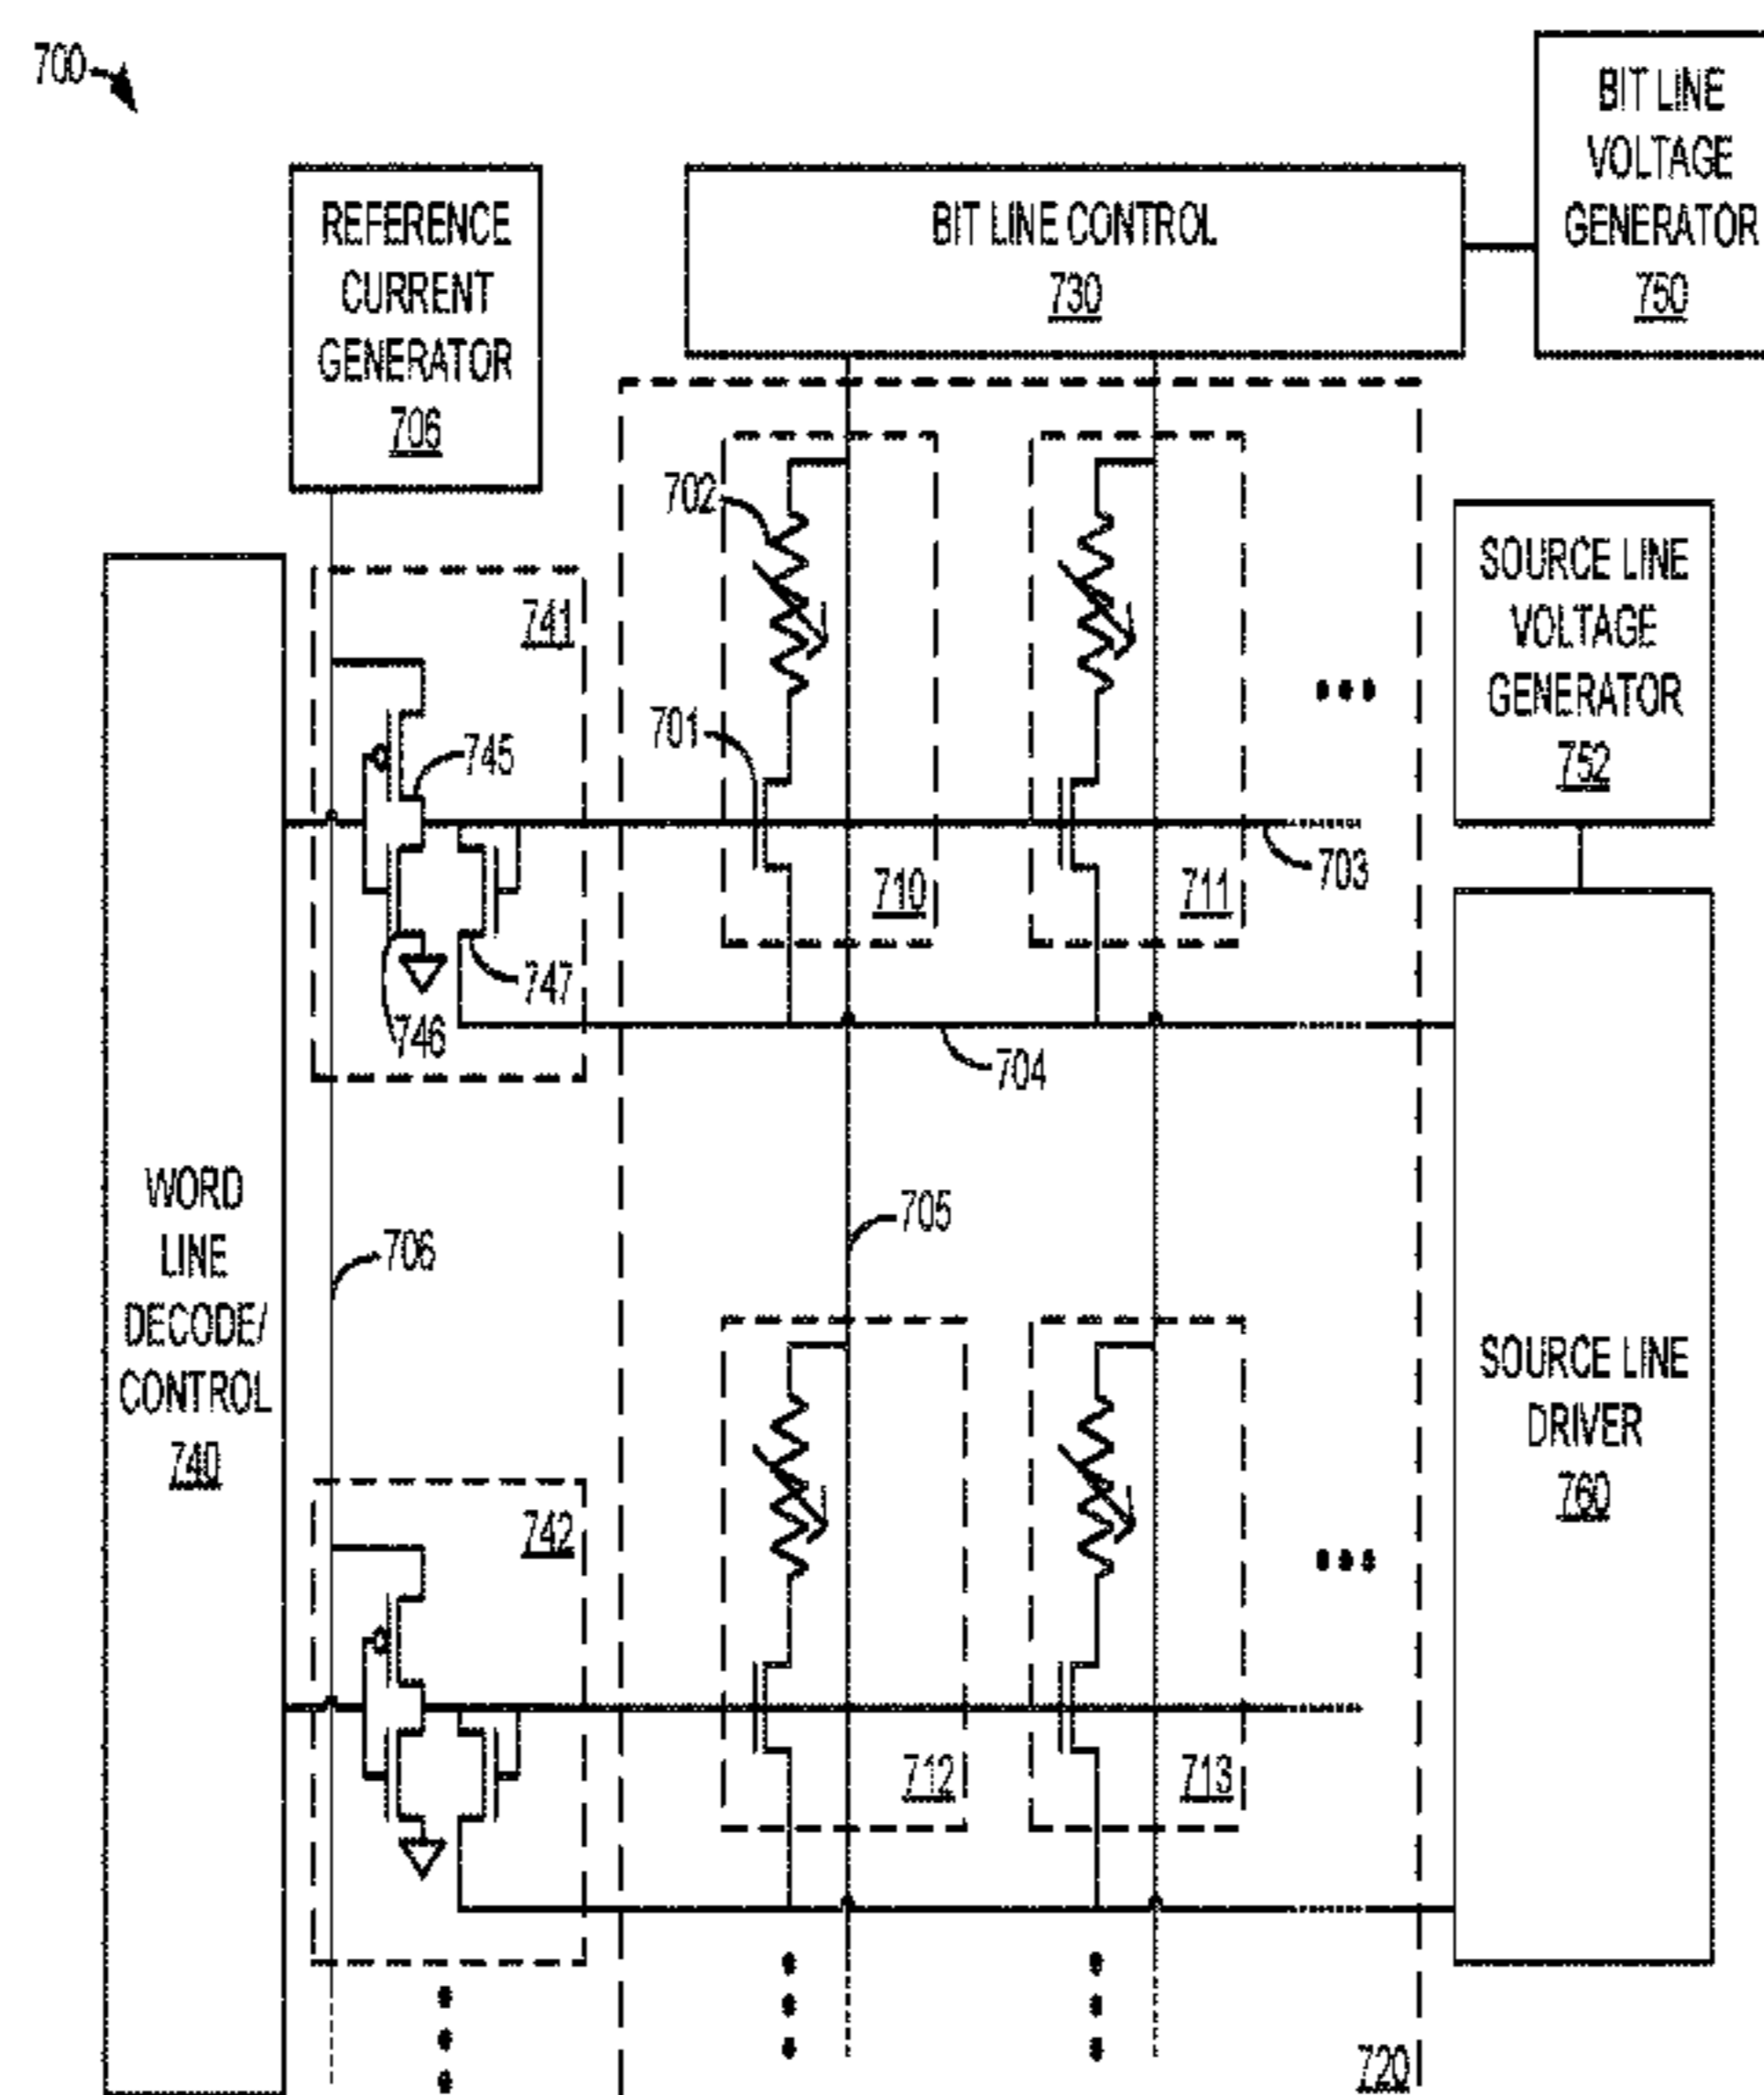 700
BIT LINE
VOLTAGE
GENERATOR
750
REFERENCE
CURRENT
GENERATOR
706
BIT LINE CONTROL
730
702
SOURCE LINE
VOLTAGE
GENERATOR
752
741
701
745
703
710
711
747
746
704
WORD
LINE
DECODE/
CONTROL
740
705
706
SOURCE LINE
DRIVER
760
742
712
713
720